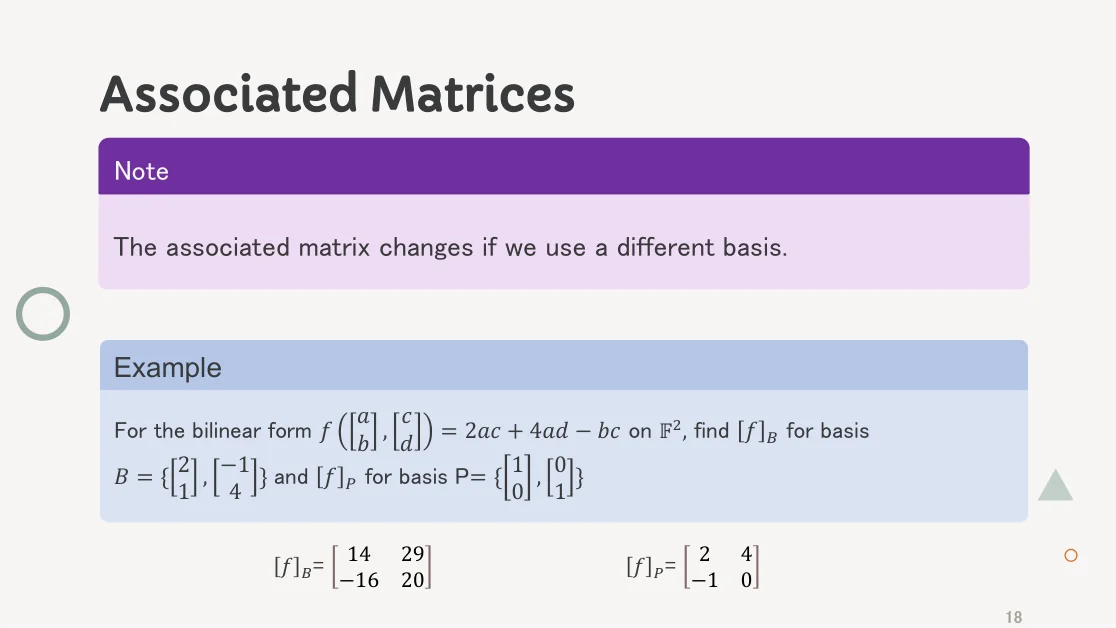 Associated Matrices
Note
The associated matrix changes if we use a different basis.
Example
For the bilinear form 𝑓([a b], [c d]) = 2ac + 4ad − bc on 𝔽², find [𝑓]_B for basis
B = {[2 1], [−1 4]} and [𝑓]_P for basis P= {[1 0], [0 1]}
[𝑓]_B= [14 29
−16 20]
[𝑓]_P= [2 4
−1 0]
18